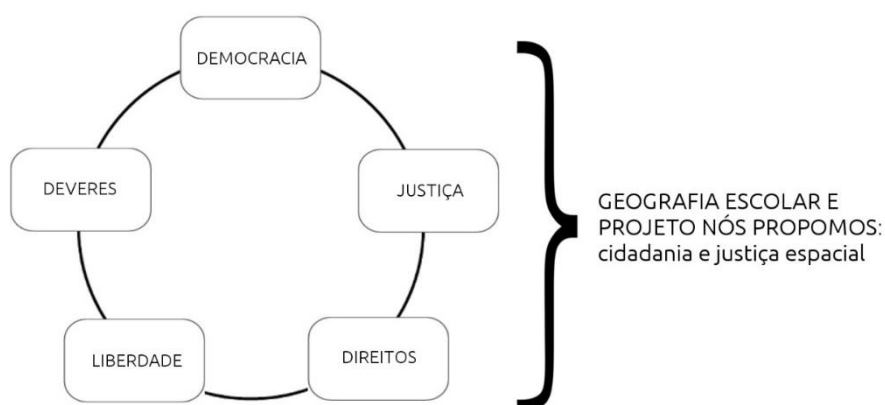 DEMOCRACIA
JUSTIÇA
DIREITOS
LIBERDADE
DEVERES
GEOGRAFIA ESCOLAR E
PROJETO NÓS PROPOMOS:
cidadania e justiça espacial